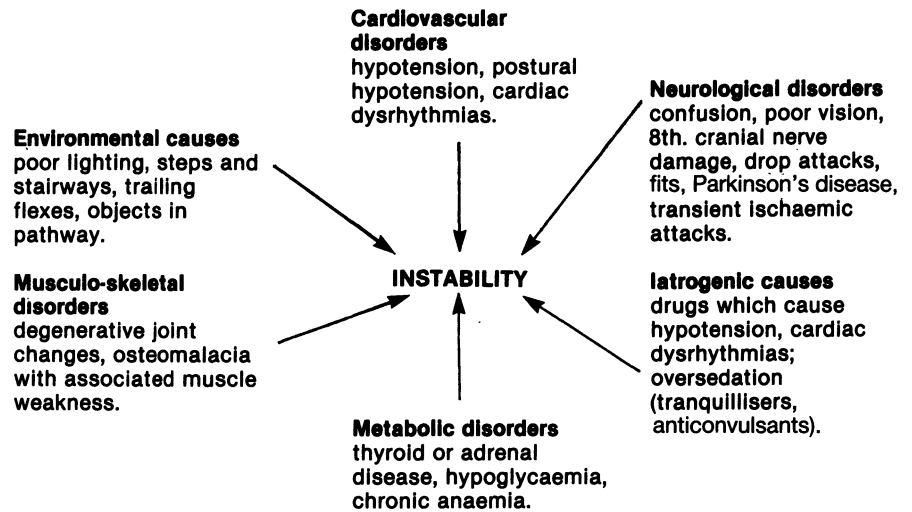 Cardiovascular
disorders
hypotension, postural
hypotension, cardiac
dysrhythmias.
Neurological disorders
confusion, poor vision,
8th. cranial nerve
damage, drop attacks,
fits, Parkinson's disease,
transient ischaemic
attacks.
Environmental causes
poor lighting, steps and
stairways, trailing
flexes, objects in
pathway.
INSTABILITY
Musculo-skeletal
disorders
degenerative joint
changes, osteomalacia
with associated muscle
weakness.
Iatrogenic causes
drugs which cause
hypotension, cardiac
dysrhythmias;
oversedation
(tranquillisers,
anticonvulsants).
Metabolic disorders
thyroid or adrenal
disease, hypoglycaemia,
chronic anaemia.